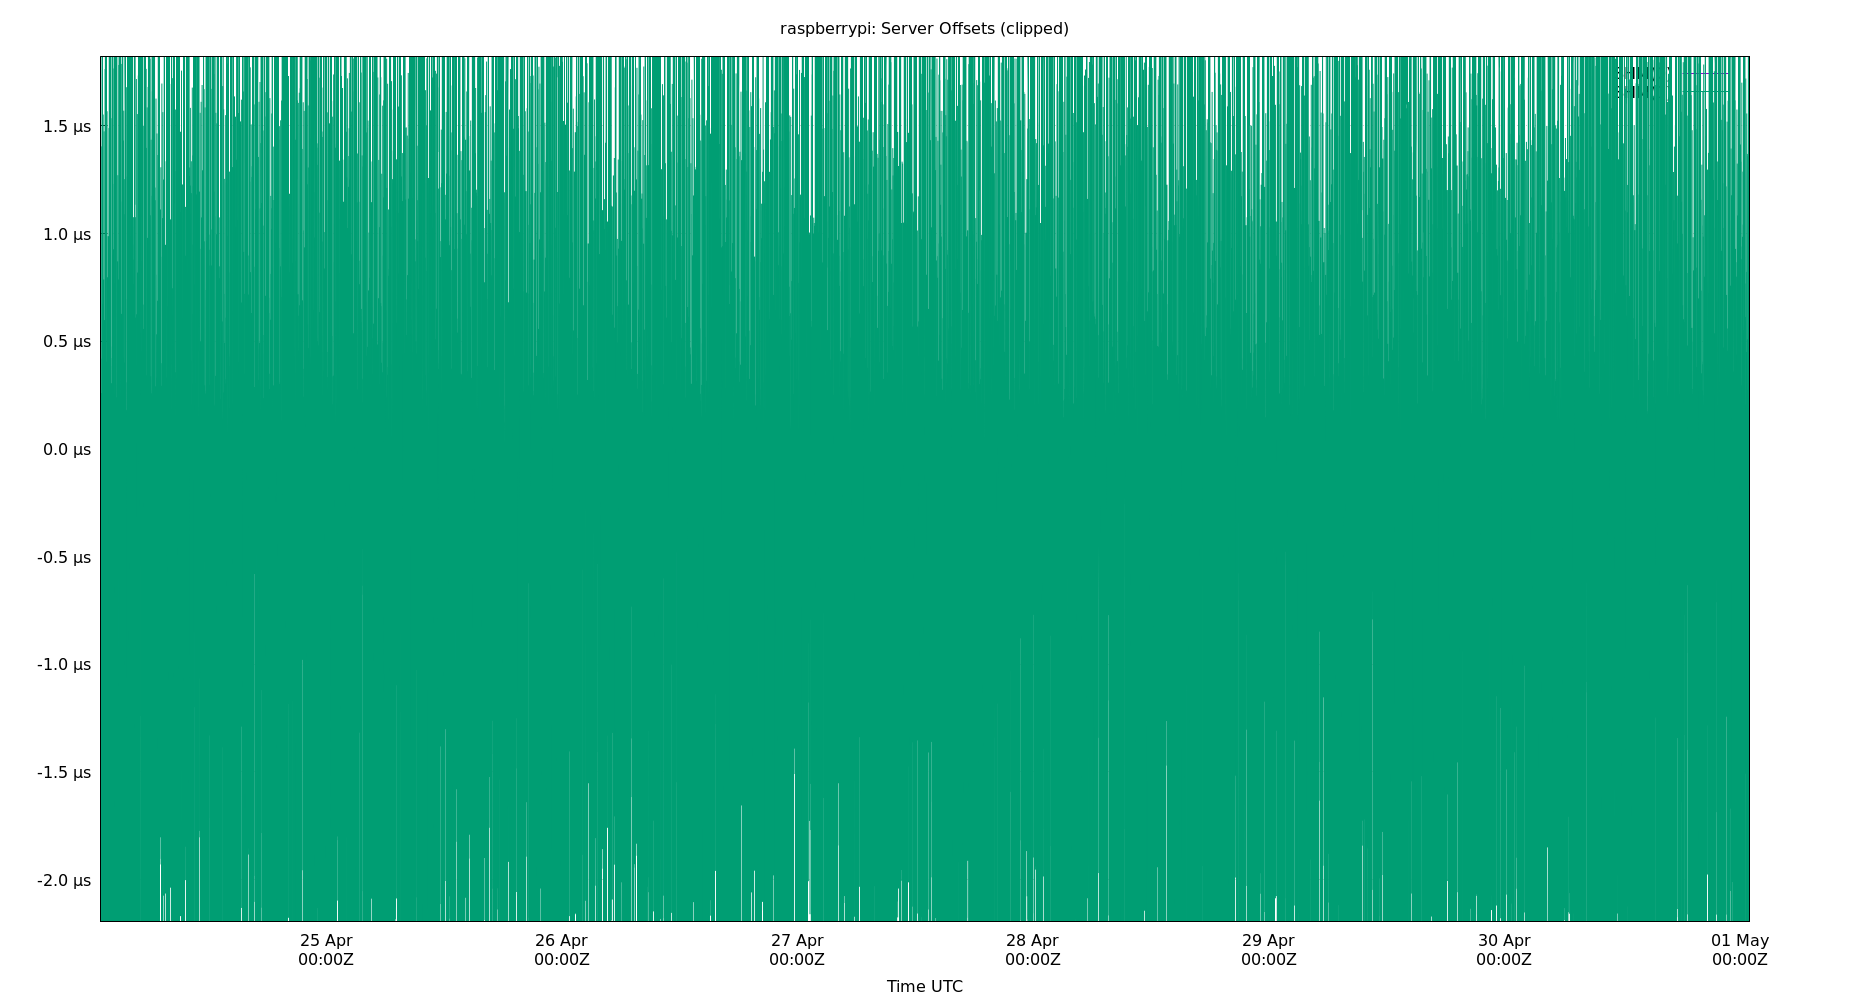 raspberrypi: Server Offsets (clipped)
1.5 µs
1.0 µs
0.5 µs
0.0 µs
-0.5 µs
-1.0 µs
-1.5 µs
-2.0 µs
25 Apr
00:00Z
26 Apr
00:00Z
27 Apr
00:00Z
28 Apr
00:00Z
29 Apr
00:00Z
30 Apr
00:00Z
01 May
00:00Z
Time UTC